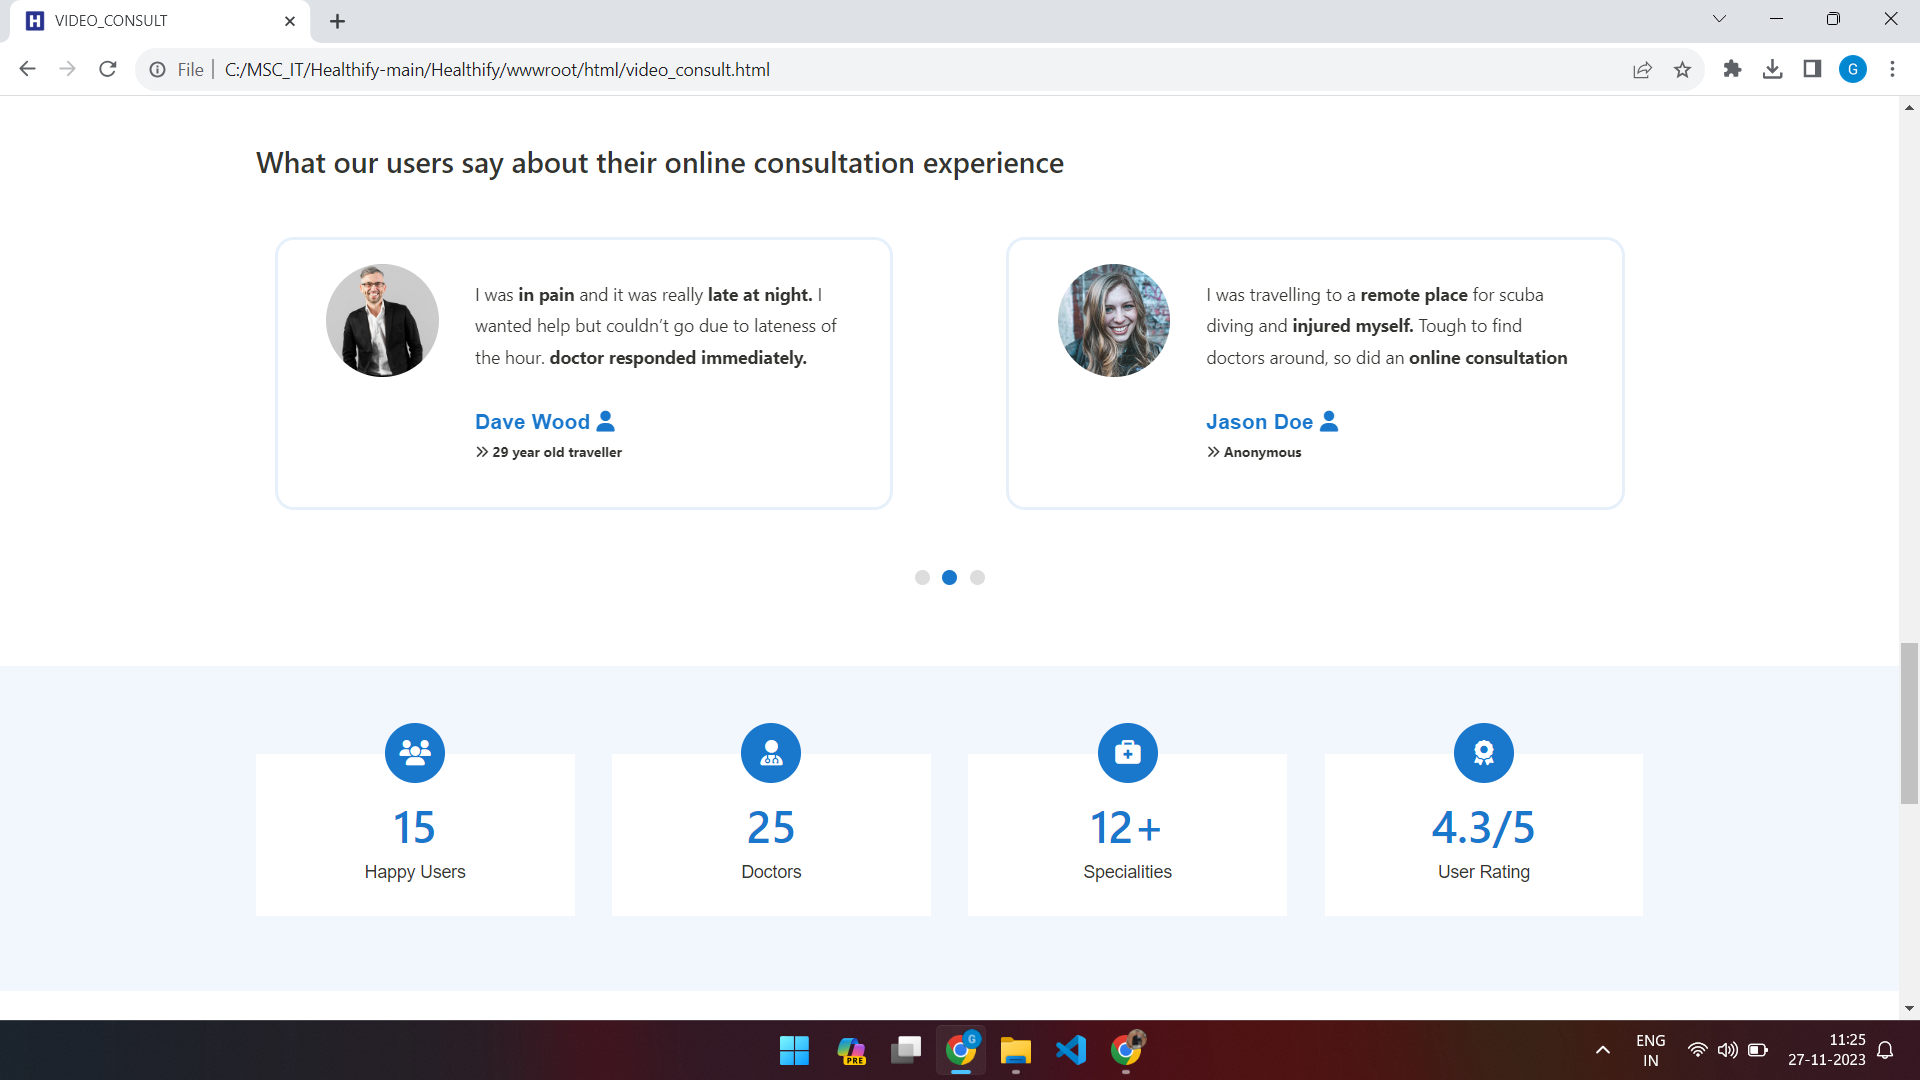 H VIDEO_CONSULT
File C:/MSC_IT/Healthify-main/Healthify/wwwroot/html/video_consult.html
G
What our users say about their online consultation experience
I was in pain and it was really late at night. I
wanted help but couldn’t go due to lateness of
the hour. doctor responded immediately.
Dave Wood
29 year old traveller
I was travelling to a remote place for scuba
diving and injured myself. Tough to find
doctors around, so did an online consultation
Jason Doe
Anonymous
15
Happy Users
25
Doctors
12+
Specialities
4.3/5
User Rating
PRE
G
ENG
IN
11:25
27-11-2023